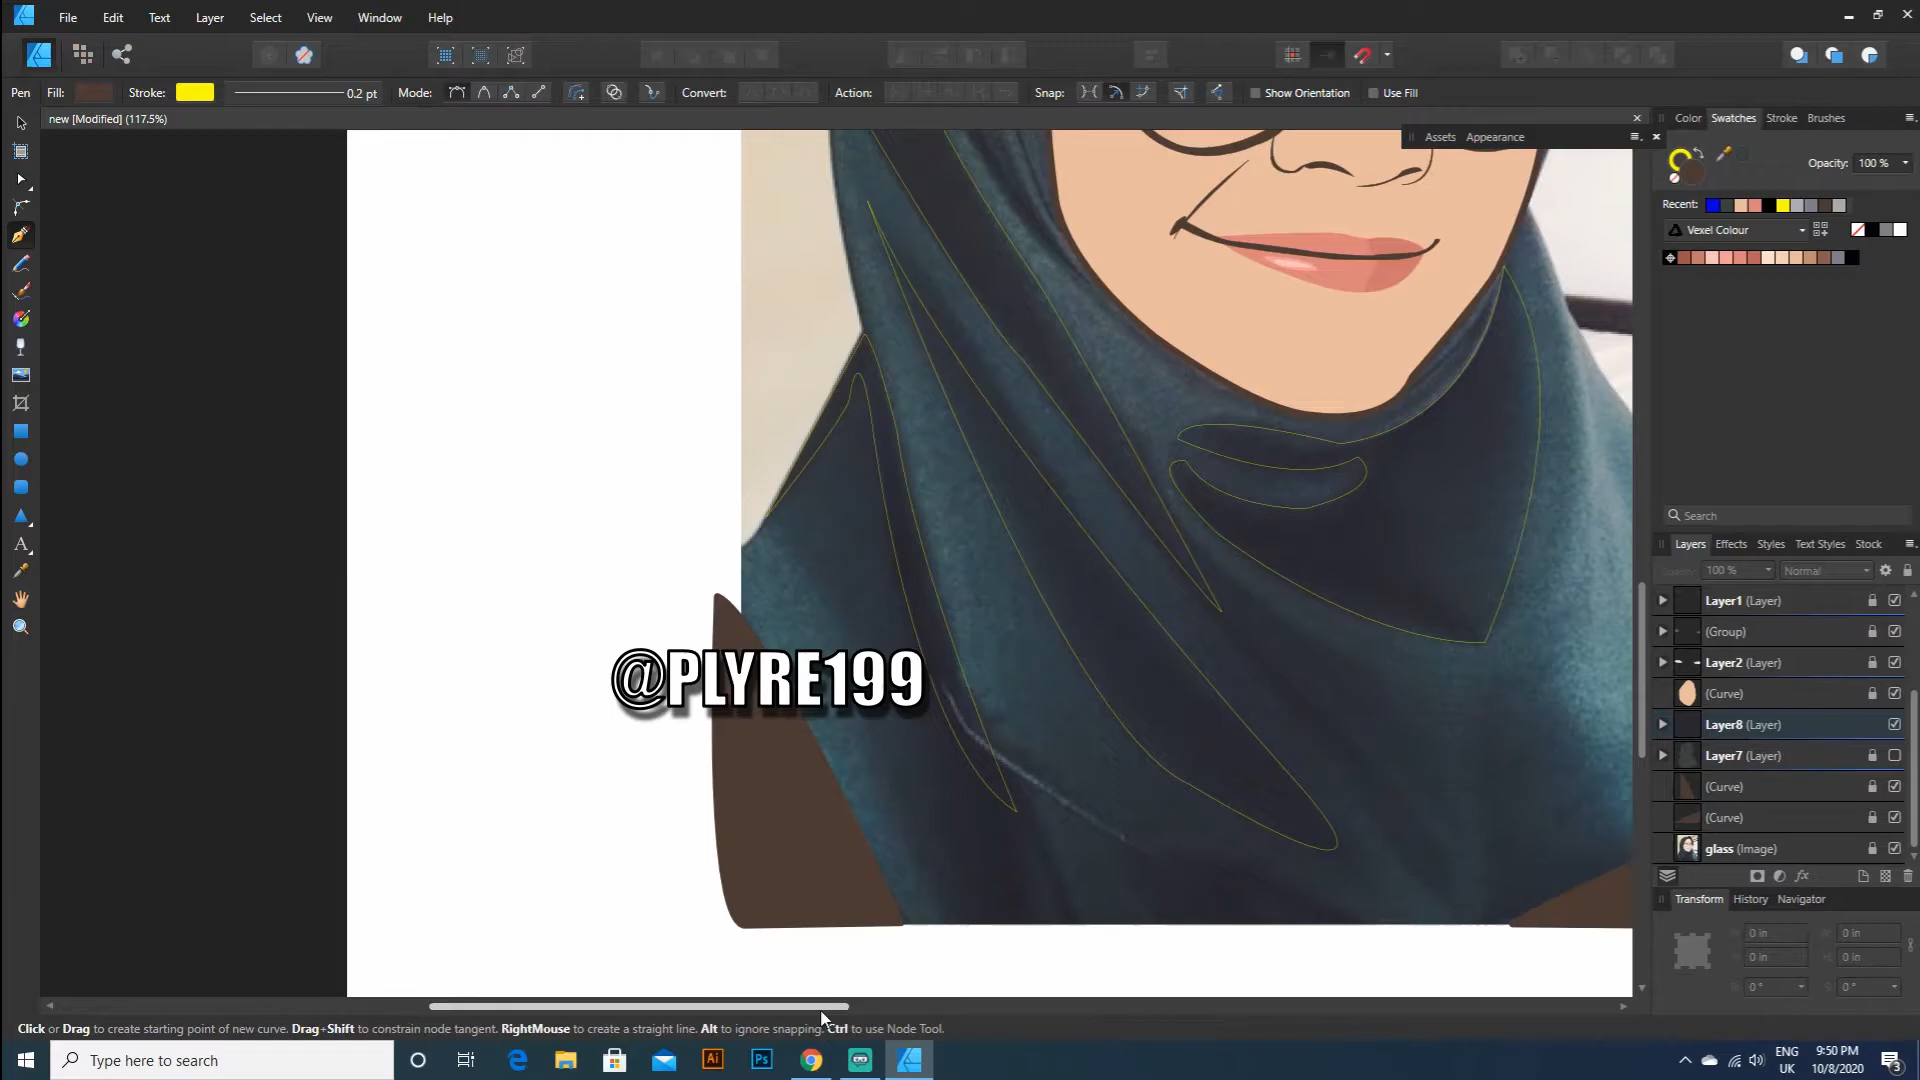 File Edit Text Layer Select View Window Help
Pen Fill: Stroke: 0.2 pt Mode: Convert: Action: Snap: Show Orientation Use Fill
new [Modified] (117.5%)
Assets Appearance
Color Swatches Stroke Brushes
Opacity: 100 %
Recent:
Vexel Colour
Search
Layers Effects Styles Text Styles Stock
Opacity: 100 % Normal
Layer1 (Layer)
(Group)
Layer2 (Layer)
(Curve)
Layer8 (Layer)
Layer7 (Layer)
(Curve)
(Curve)
glass (Image)
@PLYRE199
Transform History Navigator
0 in 0 in
0 in 0 in
0 ° 0 °
Click or Drag to create starting point of new curve. Drag+Shift to constrain node tangent. RightMouse to create a straight line. Alt to ignore snapping. Ctrl to use Node Tool.
Type here to search
Ai Ps
ENG
UK
9:50 PM
10/8/2020
3